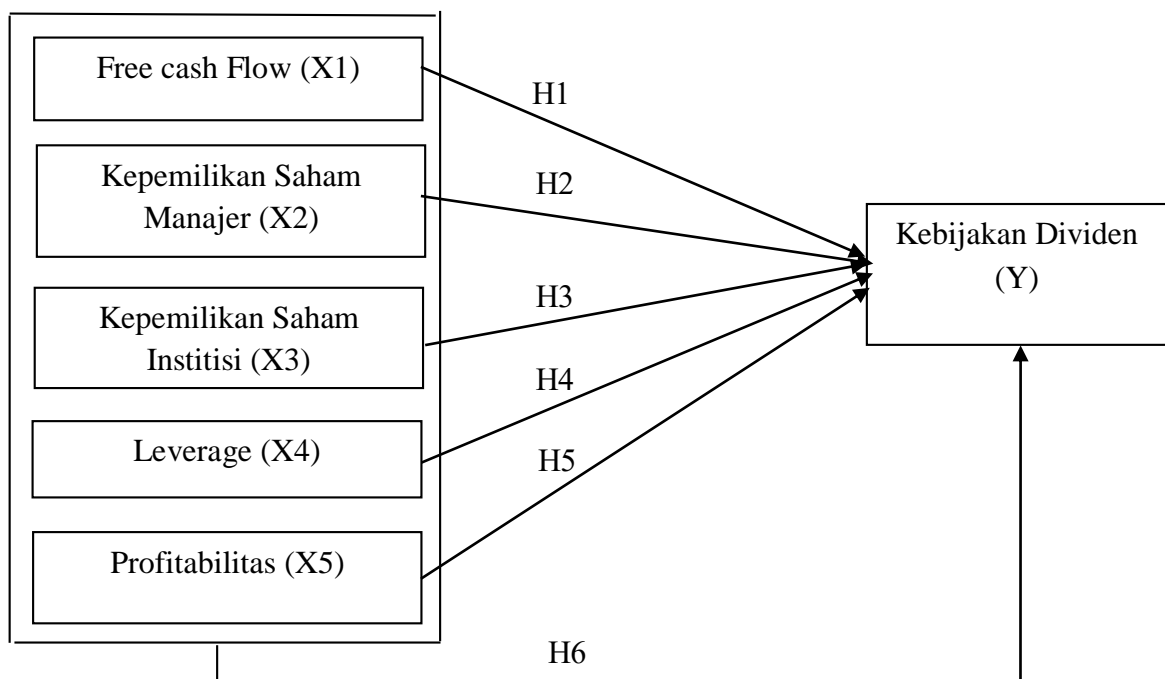 Free cash Flow (X1)
H1
Kepemilikan Saham
Manajer (X2)
H2
Kebijakan Dividen
(Y)
Kepemilikan Saham
Institisi (X3)
H3
H4
Leverage (X4)
H5
Profitabilitas (X5)
H6